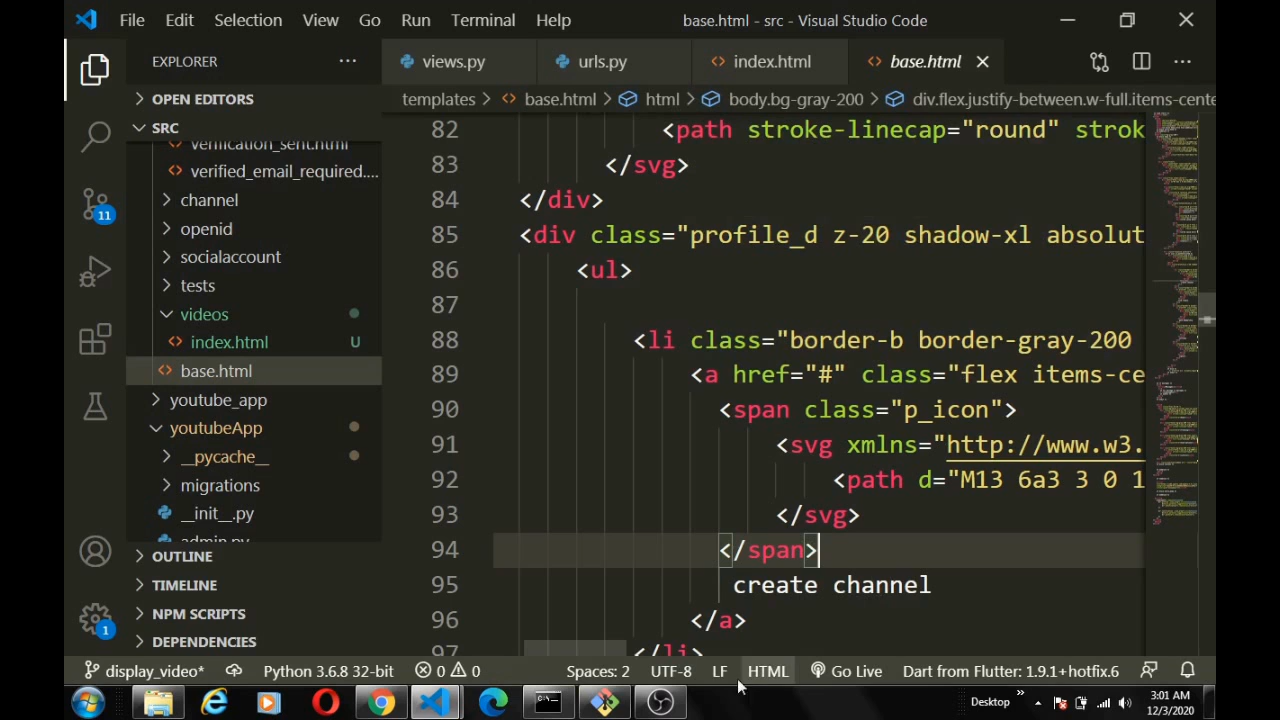 File Edit Selection View Go Run Terminal Help base.html - src - Visual Studio Code
EXPLORER
OPEN EDITORS
SRC
verification_sent.html
verified_email_required....
channel
openid
socialaccount
tests
videos
index.html U
base.html
youtube_app
youtubeApp
__pycache__
migrations
__init__.py
admin.py
OUTLINE
TIMELINE
NPM SCRIPTS
DEPENDENCIES
11
1
views.py urls.py index.html base.html
templates > base.html > html > body.bg-gray-200 > div.flex.justify-between.w-full.items-cente
82 <path stroke-linecap="round" strok
83 </svg>
84 </div>
85 <div class="profile_d z-20 shadow-xl absolut
86 <ul>
87
88 <li class="border-b border-gray-200
89 <a href="#" class="flex items-ce
90 <span class="p_icon">
91 <svg xmlns="http://www.w3.
92 <path d="M13 6a3 3 0 1
93 </svg>
94 </span>
95 create channel
96 </a>
97 </li>
display_video* Python 3.6.8 32-bit 0 0 Spaces: 2 UTF-8 LF HTML Go Live Dart from Flutter: 1.9.1+hotfix.6
Desktop » 3:01 AM
12/3/2020